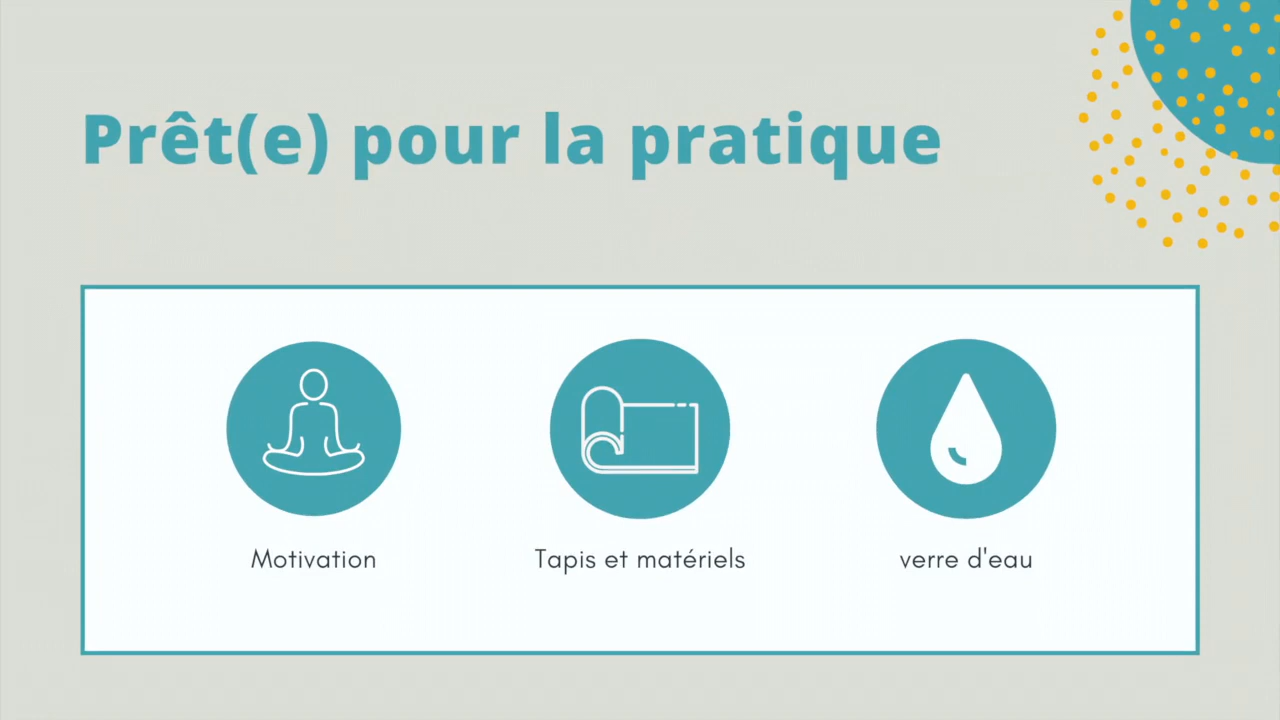 Prêt(e) pour la pratique
Motivation
Tapis et matériels
verre d'eau